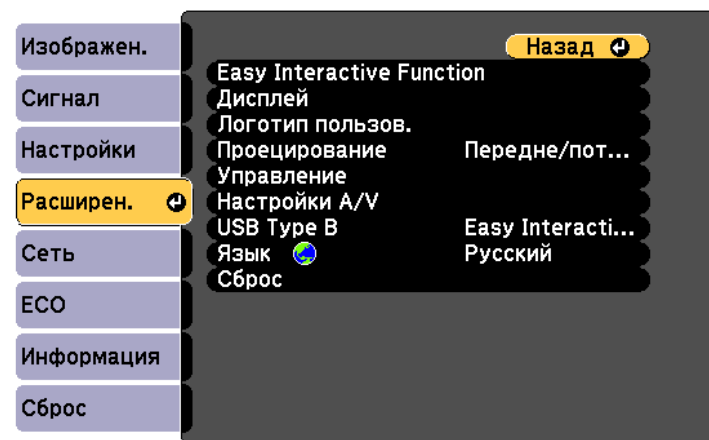 Изображен.
Сигнал
Настройки
Расширен.
Сеть
ECO
Информация
Сброс
Назад
Easy Interactive Function
Дисплей
Логотип пользов.
Проецирование Передне/пот...
Управление
Настройки A/V
USB Type B Easy Interacti...
Язык Русский
Сброс